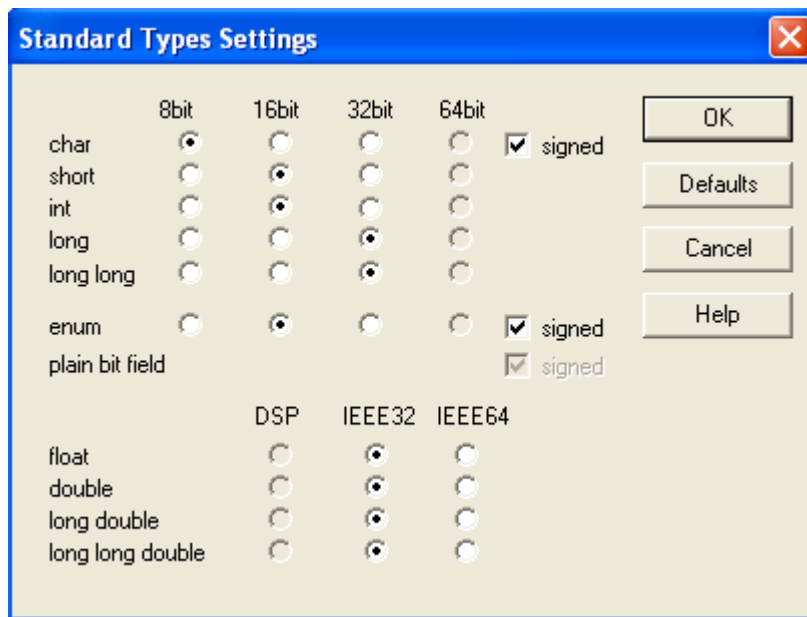 Standard Types Settings
8bit 16bit 32bit 64bit
char signed
short
int
long
long long
enum signed
plain bit field signed
DSP IEEE32 IEEE64
float
double
long double
long long double
OK
Defaults
Cancel
Help